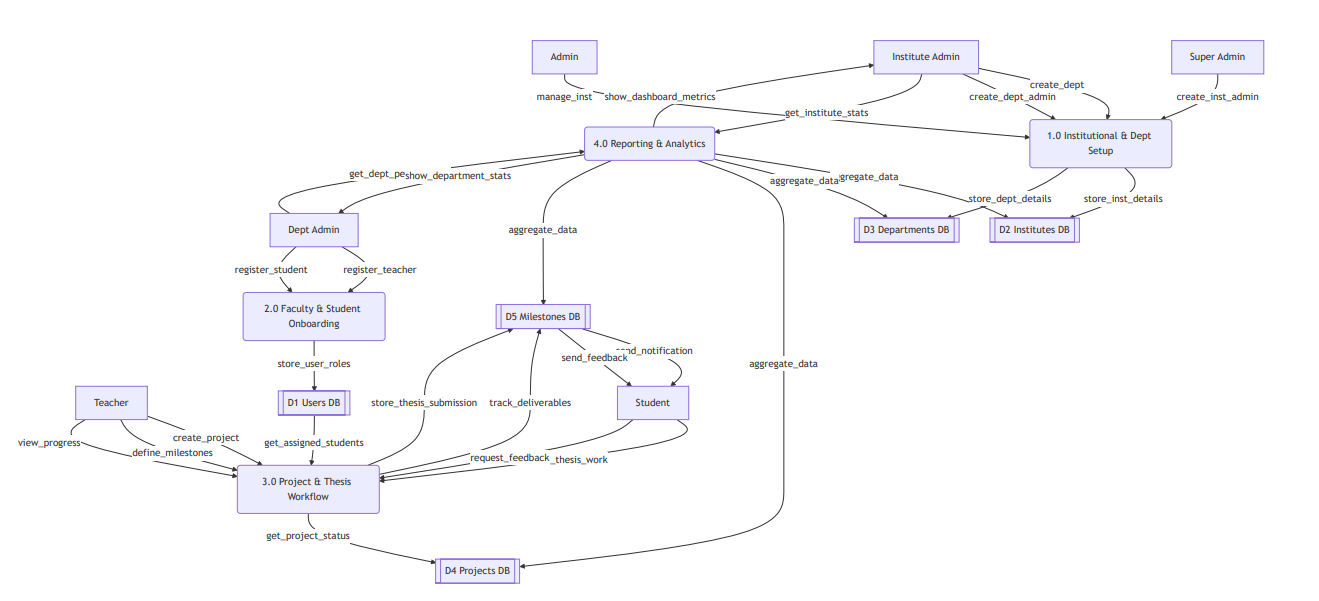 Admin
Institute Admin
Super Admin
create_dept
manage_inst
show_dashboard_metrics
create_dept_admin
create_inst_admin
get_institute_stats
4.0 Reporting & Analytics
1.0 Institutional & Dept
Setup
show_department_stats
aggregate_data
store_dept_details
store_inst_details
Dept Admin
aggregate_data
D3 Departments DB
D2 Institutes DB
register_student
register_teacher
2.0 Faculty & Student
Onboarding
D5 Milestones DB
send_feedback
store_user_roles
aggregate_data
Teacher
D1 Users DB
store_thesis_submission
track_deliverables
Student
view_progress
create_project
define_milestones
get_assigned_students
request_feedback
_thesis_work
3.0 Project & Thesis
Workflow
get_project_status
D4 Projects DB